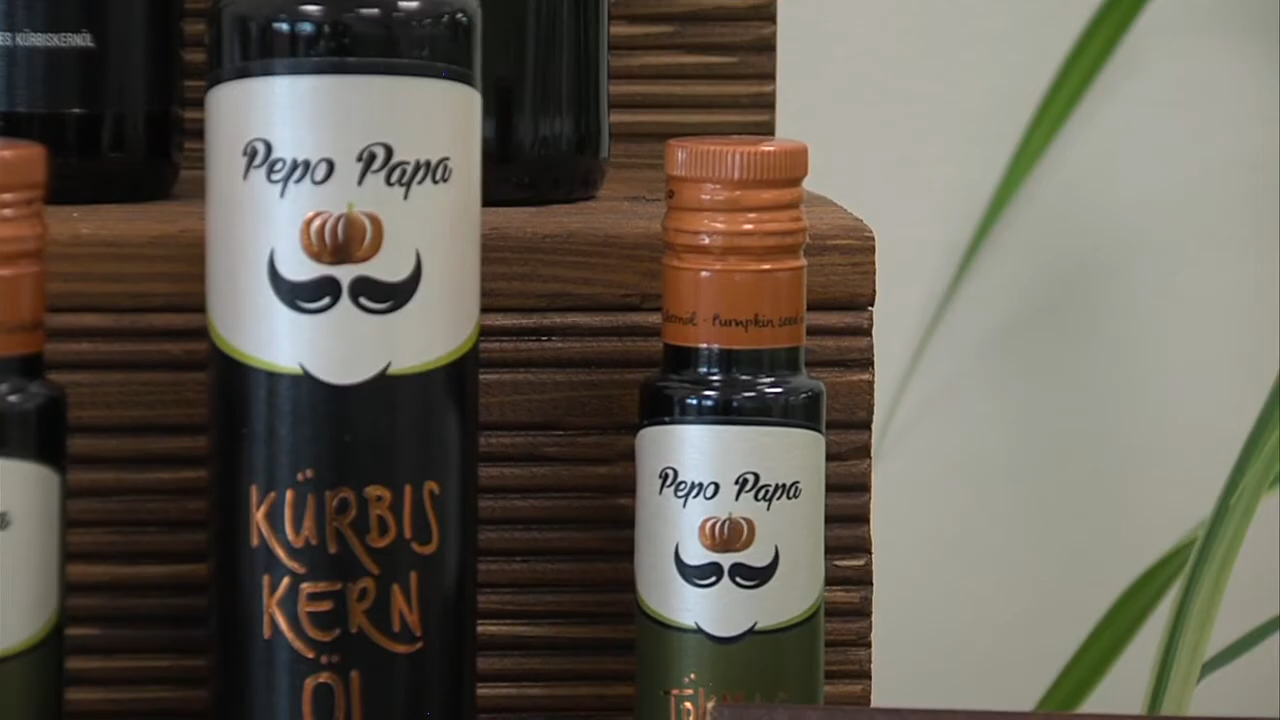 ES KÜRBISKERNÖL
Pepo Papa
KÜRBIS
KERN
ÖL
Pumpkin seed
Pepo Papa